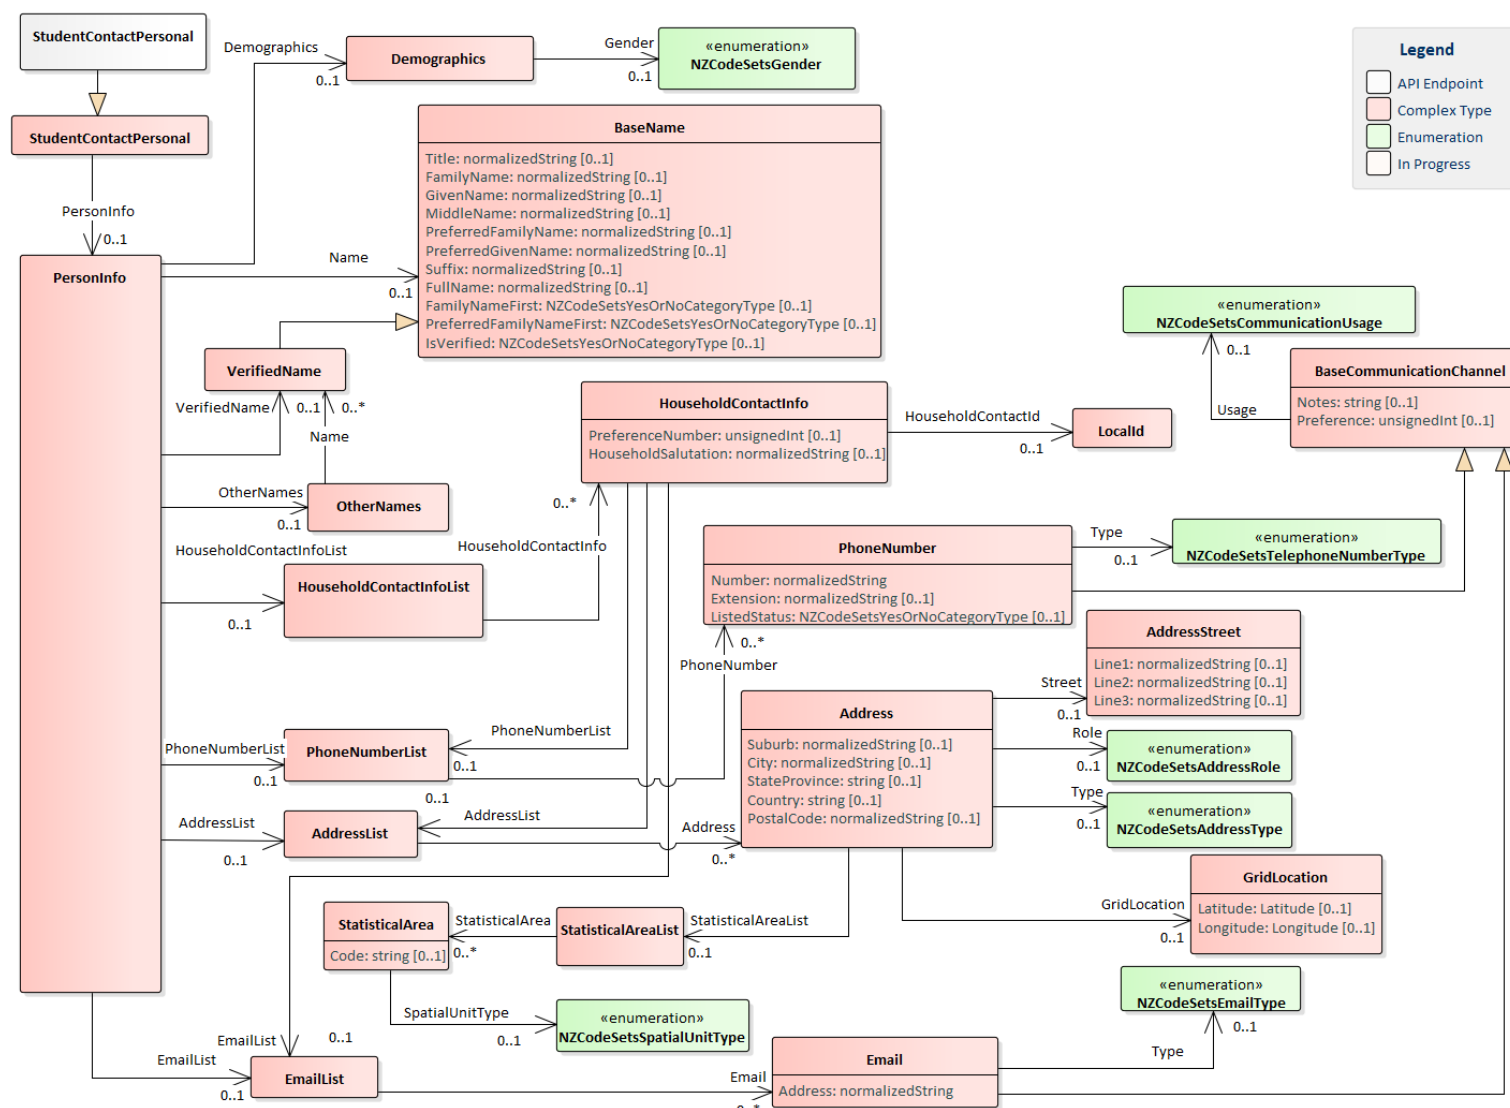 StudentContactPersonal
StudentContactPersonal
PersonInfo
0..1
PersonInfo
Demographics
0..1
Demographics
Gender
0..1
«enumeration»
NZCodeSetsGender
Legend
API Endpoint
Complex Type
Enumeration
In Progress
BaseName
Title: normalizedString [0..1]
FamilyName: normalizedString [0..1]
GivenName: normalizedString [0..1]
MiddleName: normalizedString [0..1]
PreferredFamilyName: normalizedString [0..1]
PreferredGivenName: normalizedString [0..1]
Suffix: normalizedString [0..1]
FullName: normalizedString [0..1]
FamilyNameFirst: NZCodeSetsYesOrNoCategoryType [0..1]
PreferredFamilyNameFirst: NZCodeSetsYesOrNoCategoryType [0..1]
IsVerified: NZCodeSetsYesOrNoCategoryType [0..1]
Name
0..1
VerifiedName
VerifiedName
0..1
0..*
Name
OtherNames
0..1
OtherNames
HouseholdContactInfoList
0..1
HouseholdContactInfoList
HouseholdContactInfo
0..*
HouseholdContactInfo
PreferenceNumber: unsignedInt [0..1]
HouseholdSalutation: normalizedString [0..1]
HouseholdContactId
0..1
LocalId
«enumeration»
NZCodeSetsCommunicationUsage
0..1
Usage
BaseCommunicationChannel
Notes: string [0..1]
Preference: unsignedInt [0..1]
PhoneNumber
Number: normalizedString
Extension: normalizedString [0..1]
ListedStatus: NZCodeSetsYesOrNoCategoryType [0..1]
Type
0..1
«enumeration»
NZCodeSetsTelephoneNumberType
0..*
PhoneNumber
PhoneNumberList
0..1
PhoneNumberList
PhoneNumberList
0..1
0..1
AddressList
0..1
AddressList
AddressList
Address
0..*
Address
Suburb: normalizedString [0..1]
City: normalizedString [0..1]
StateProvince: string [0..1]
Country: string [0..1]
PostalCode: normalizedString [0..1]
Street
0..1
AddressStreet
Line1: normalizedString [0..1]
Line2: normalizedString [0..1]
Line3: normalizedString [0..1]
Role
0..1
«enumeration»
NZCodeSetsAddressRole
Type
0..1
«enumeration»
NZCodeSetsAddressType
GridLocation
0..1
GridLocation
Latitude: Latitude [0..1]
Longitude: Longitude [0..1]
StatisticalAreaList
0..1
StatisticalAreaList
StatisticalArea
0..*
StatisticalArea
Code: string [0..1]
SpatialUnitType
0..1
«enumeration»
NZCodeSetsSpatialUnitType
EmailList
0..1
EmailList
0..1
EmailList
Email
0..*
Email
Address: normalizedString
Type
0..1
«enumeration»
NZCodeSetsEmailType